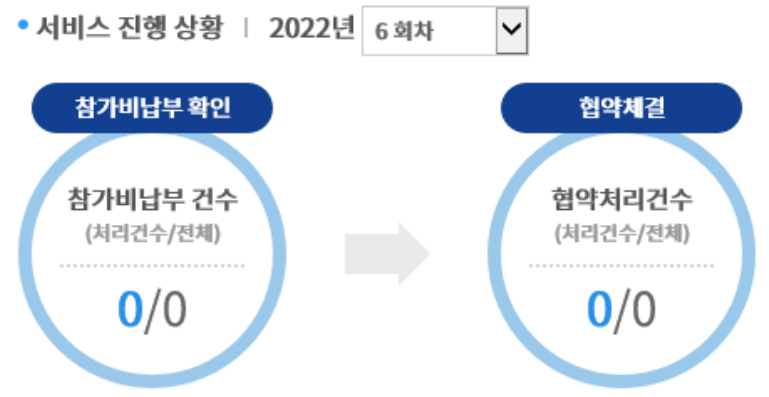 • 서비스 진행 상황 | 2022년 6 회차
참가비납부 확인
참가비납부 건수
(처리건수/전체)
0/0
협약체결
협약처리건수
(처리건수/전체)
0/0